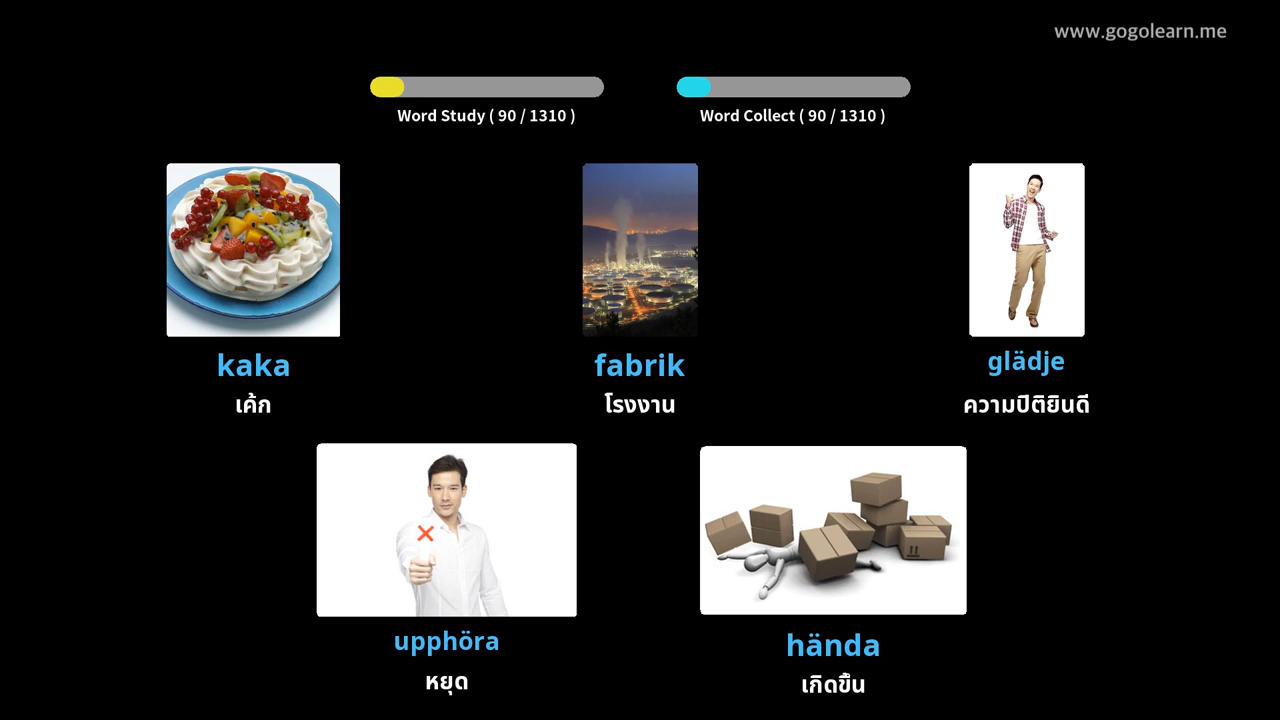 www.gogolearn.me
Word Study ( 90 / 1310 )
Word Collect ( 90 / 1310 )
kaka
เค้ก
fabrik
โรงงาน
glädje
ความปิติยินดี
upphöra
หยุด
hända
เกิดขึ้น